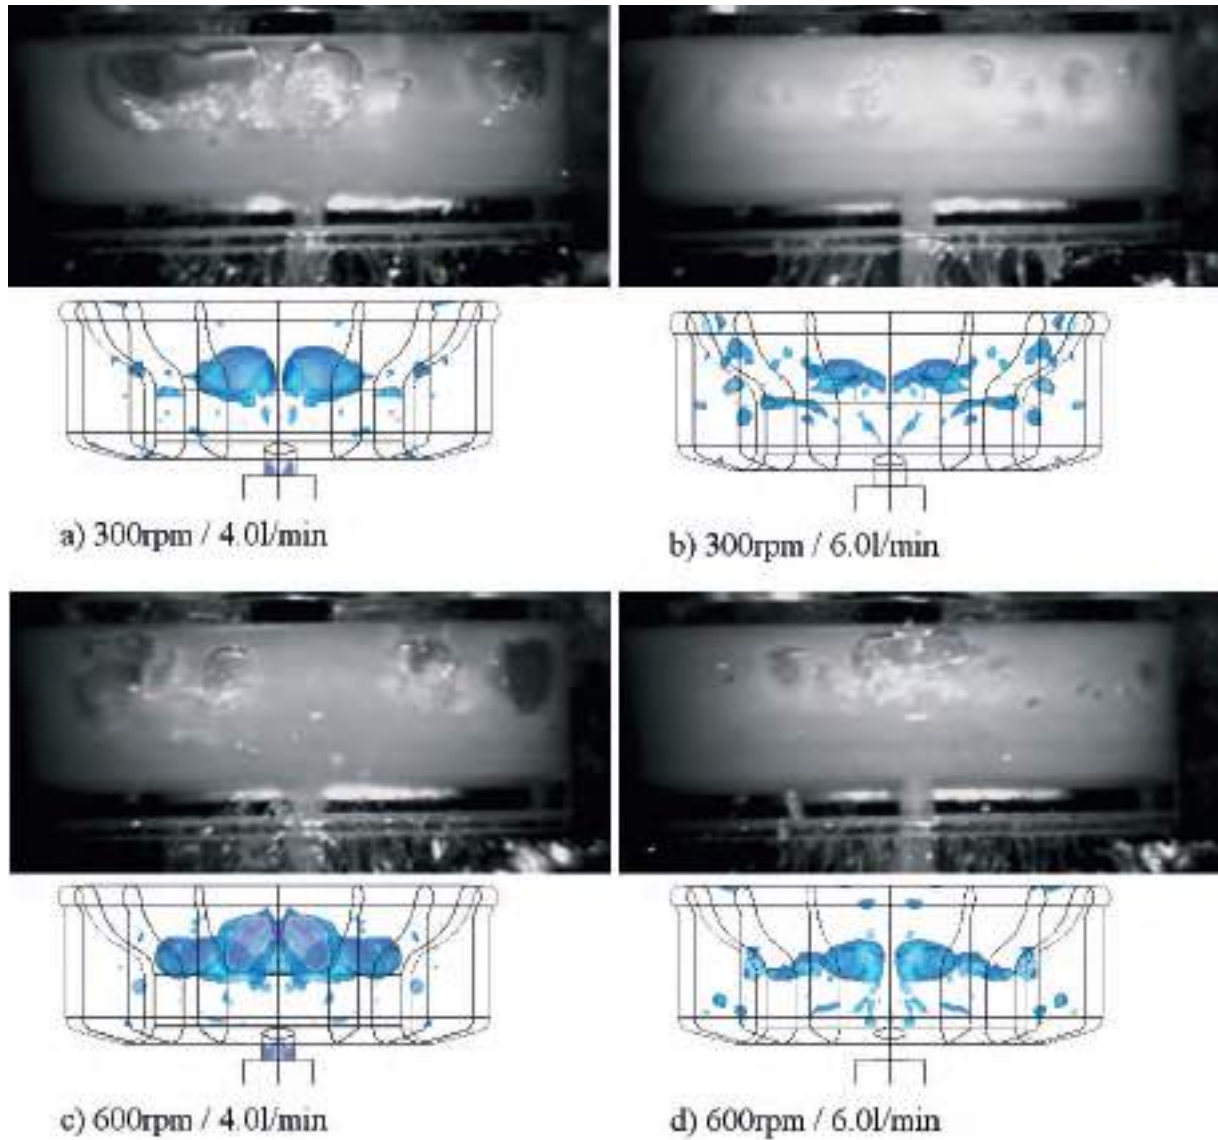 a) 300rpm / 4.0l/min
b) 300rpm / 6.0l/min
c) 600rpm / 4.0l/min
d) 600rpm / 6.0l/min